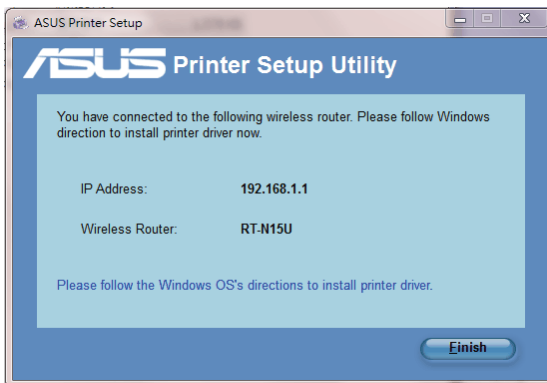 ASUS Printer Setup
ASUS Printer Setup Utility
You have connected to the following wireless router. Please follow Windows
direction to install printer driver now.
IP Address: 192.168.1.1
Wireless Router: RT-N15U
Please follow the Windows OS's directions to install printer driver.
Finish